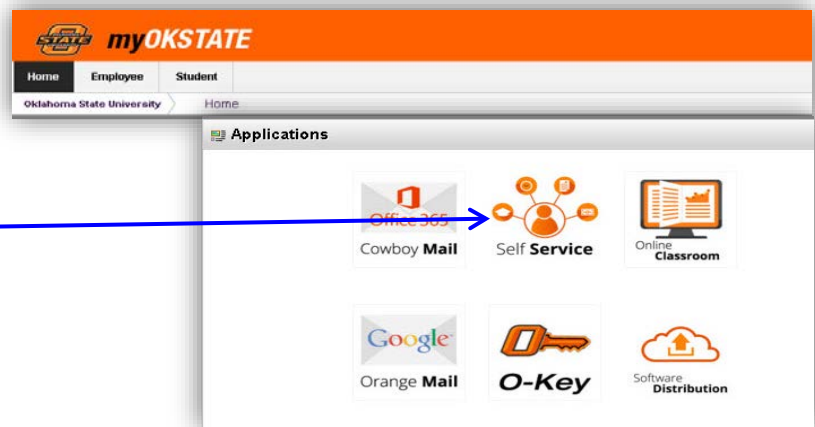 STATE myOKSTATE
Home Employee Student
Oklahoma State University Home
Applications
Office 365
Cowboy Mail
Self Service
Online
Classroom
Google
Orange Mail
O-Key
Software
Distribution